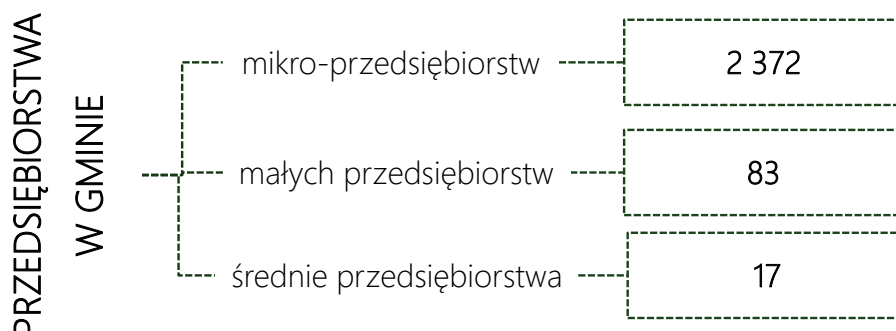 PRZEDSIĘBIORSTWA
W GMINIE
mikro-przedsiębiorstw
2 372
małych przedsiębiorstw
83
średnie przedsiębiorstwa
17